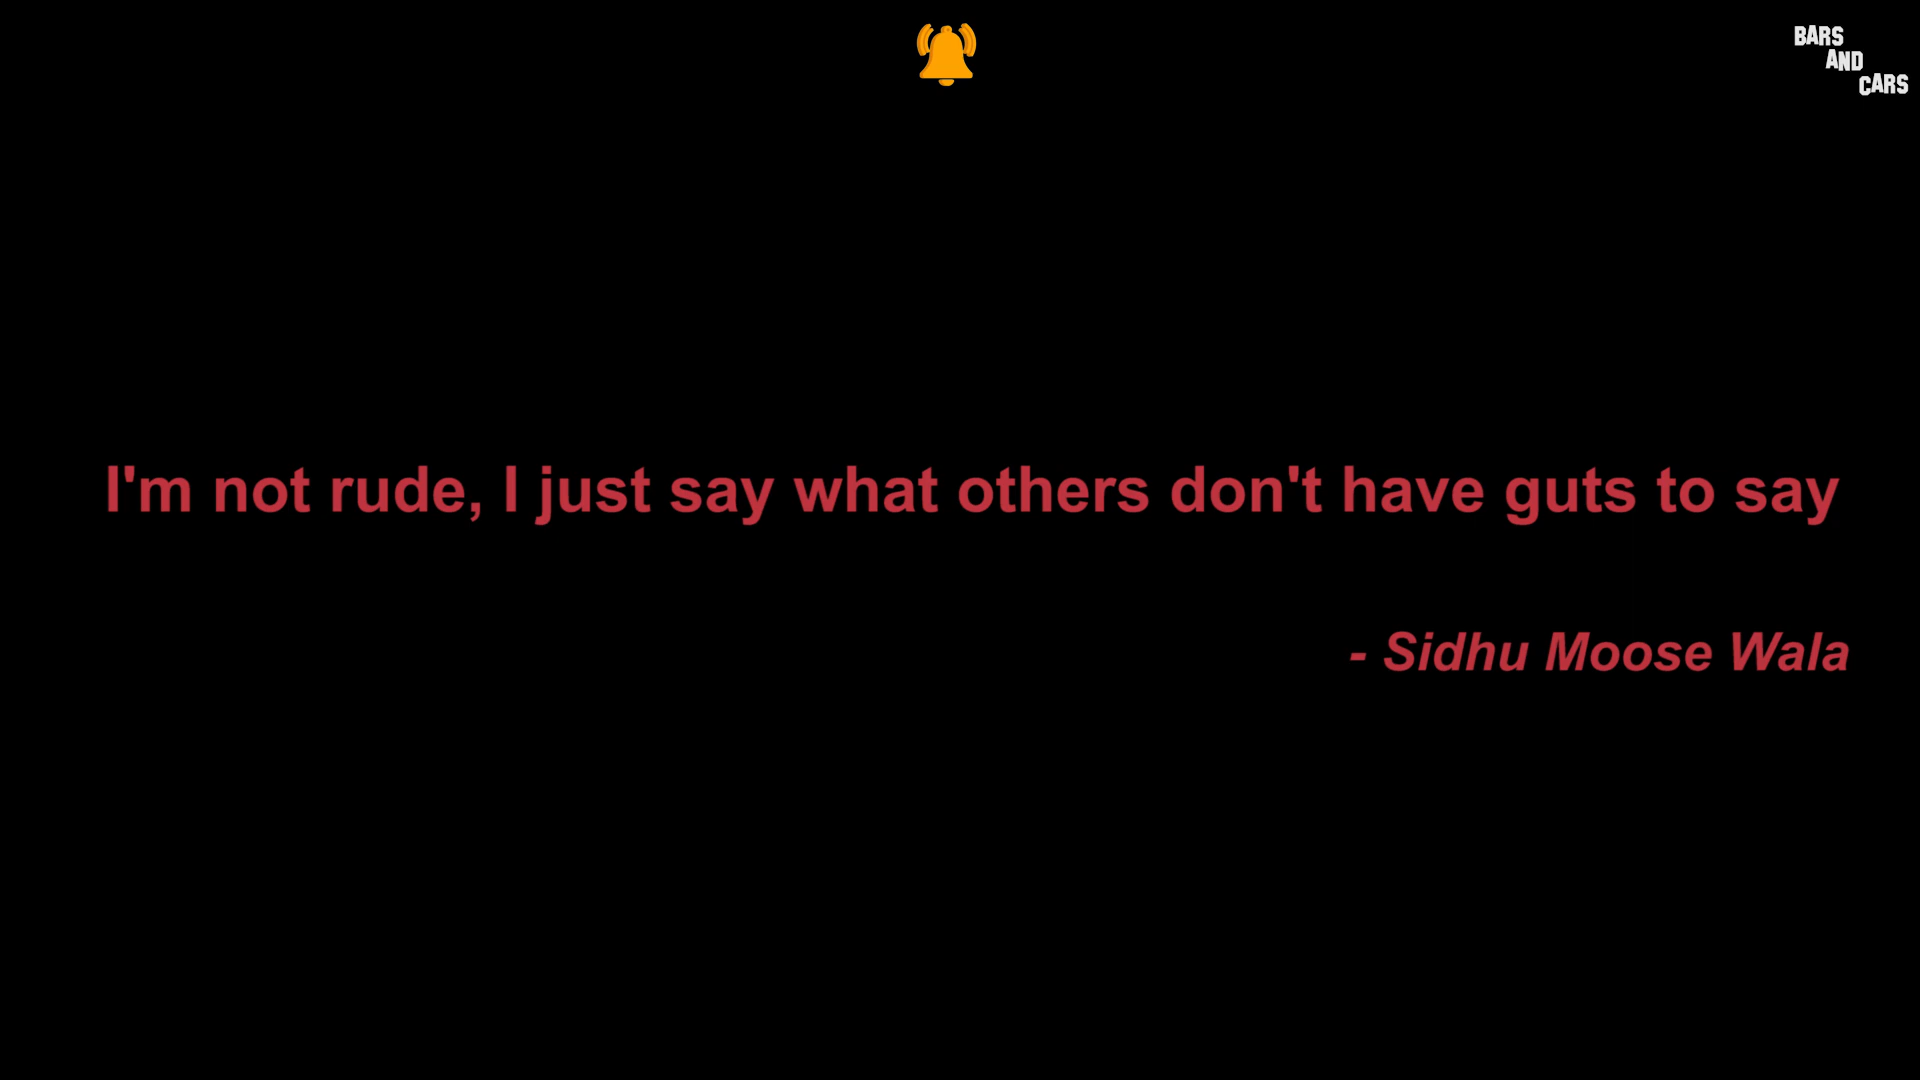 BARS
AND
CARS
I'm not rude, I just say what others don't have guts to say
- Sidhu Moose Wala